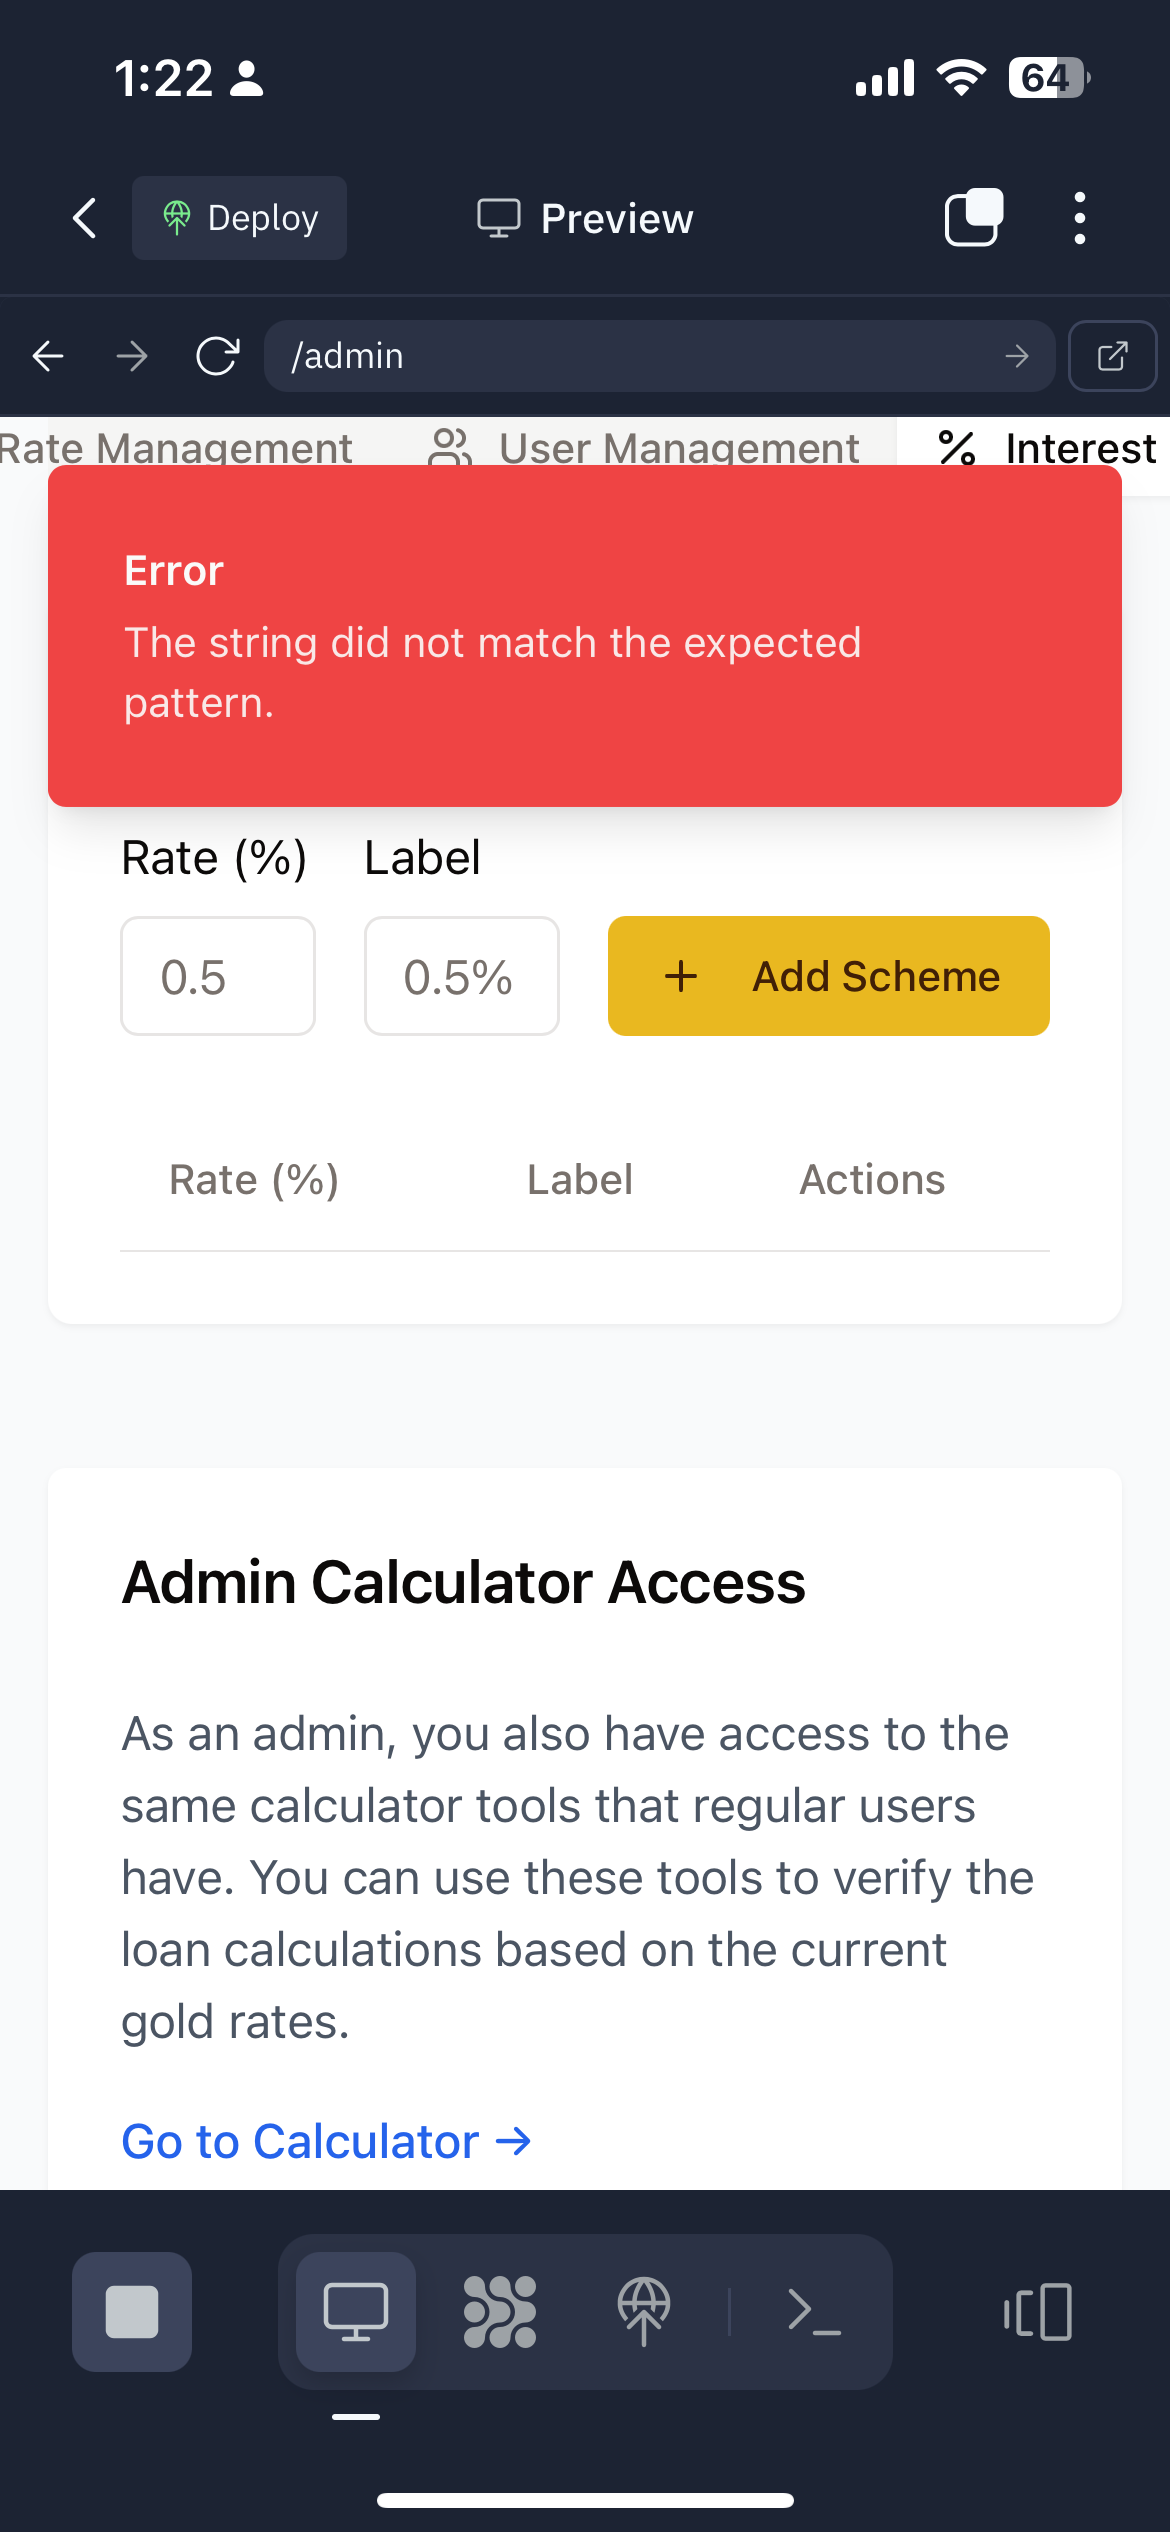 1:22
64
Deploy
Preview
/admin
Rate Management
User Management
Interest
Error
The string did not match the expected
pattern.
Rate (%)
Label
0.5
0.5%
+ Add Scheme
Rate (%)
Label
Actions
Admin Calculator Access
As an admin, you also have access to the
same calculator tools that regular users
have. You can use these tools to verify the
loan calculations based on the current
gold rates.
Go to Calculator →